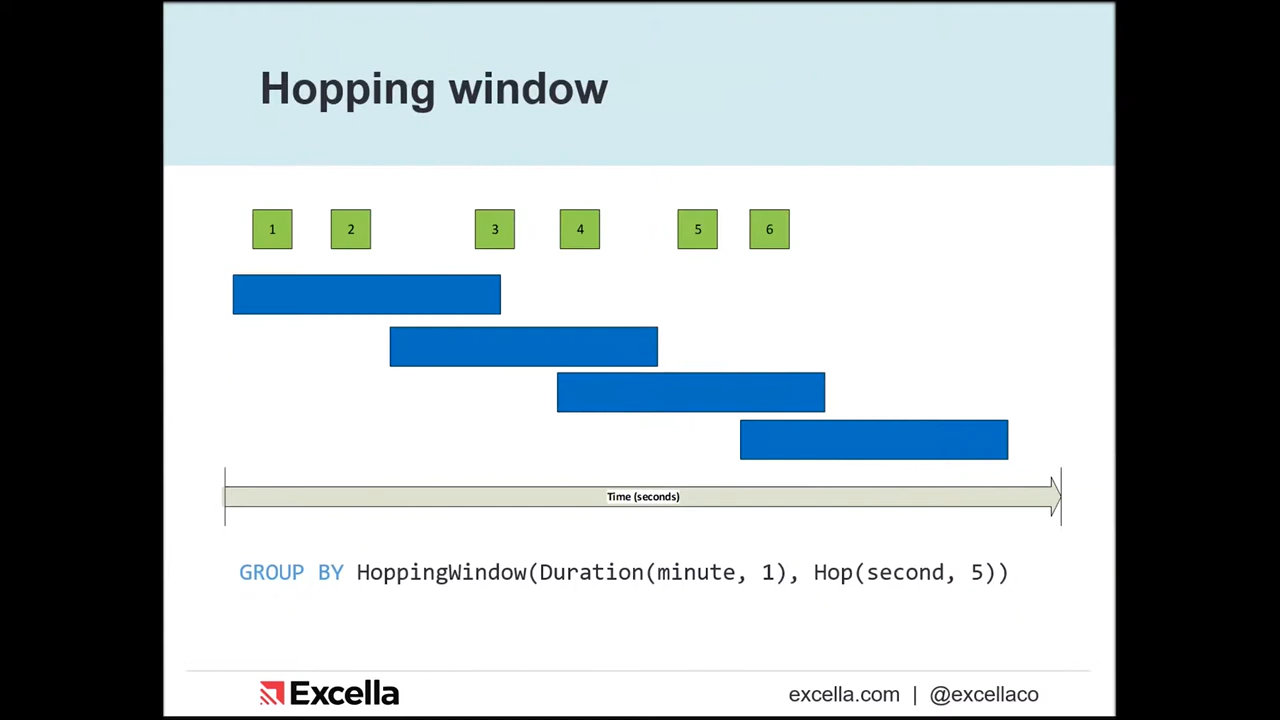 Hopping window
1 2 3 4 5 6
Time (seconds)
GROUP BY HoppingWindow(Duration(minute, 1), Hop(second, 5))
Excella
excella.com | @excellaco